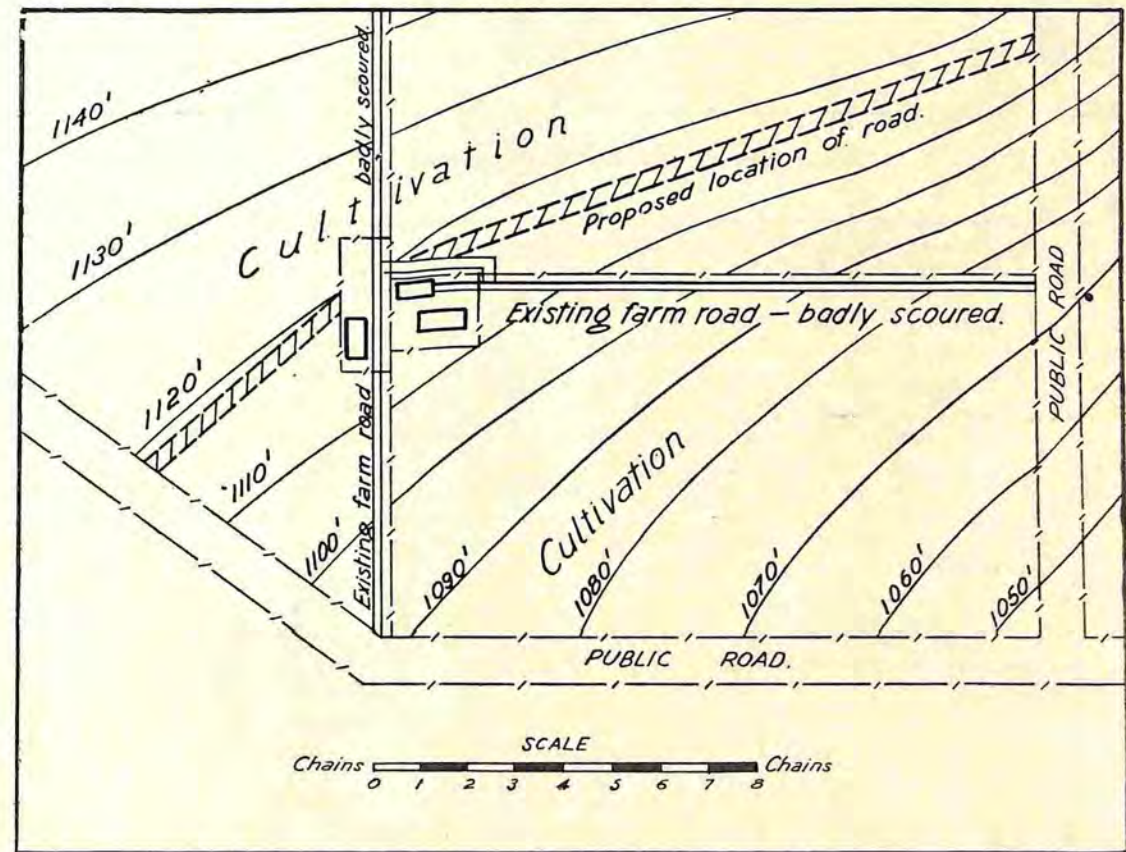 1140'
badly scoured.
Cultivation
Proposed location of road.
1130'
PUBLIC ROAD
Existing farm road – badly scoured.
1120'
1110'
Existing farm road
Cultivation
1100'
1090'
1080'
1070'
1060'
1050'
PUBLIC ROAD.
SCALE
Chains 0 1 2 3 4 5 6 7 8 Chains